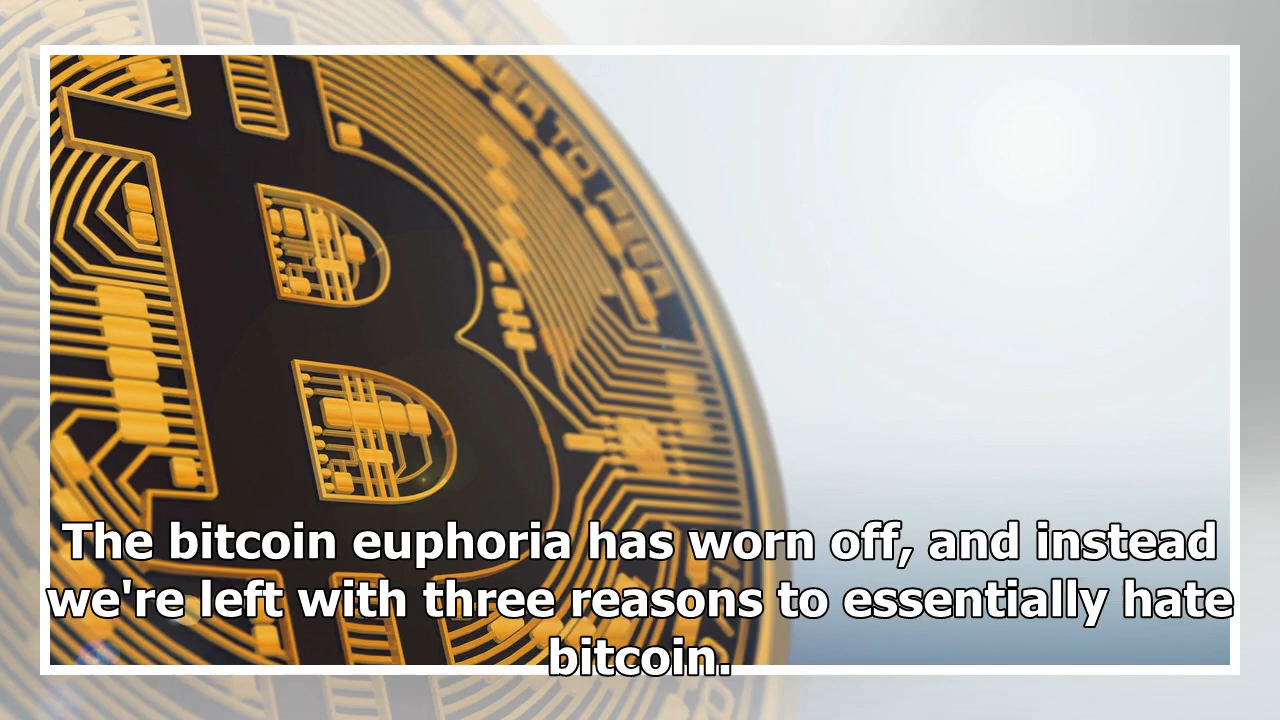 The bitcoin euphoria has worn off, and instead
we're left with three reasons to essentially hate
bitcoin.